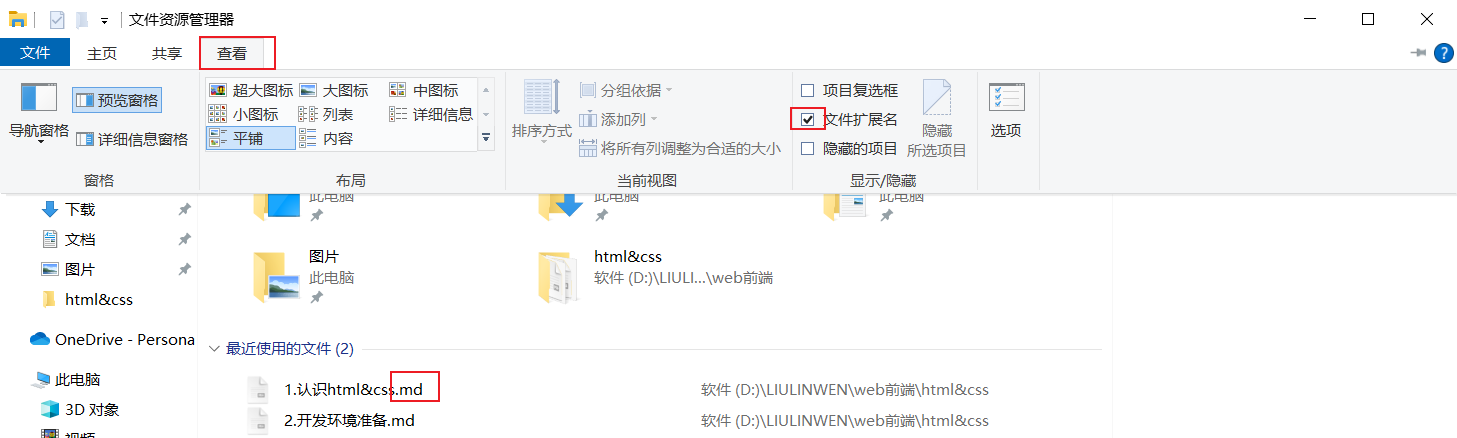 文件资源管理器
文件 主页 共享 查看
导航窗格 预览窗格 详细信息窗格
窗格
超大图标 大图标 中图标
小图标 列表 详细信息
平铺 内容
布局
排序方式 分组依据
添加列
将所有列调整为合适的大小
当前视图
项目复选框
文件扩展名
隐藏的项目
隐藏
所选项目
显示/隐藏
选项
下载
文档
图片
html&css
OneDrive - Persona
此电脑
3D 对象
视频
此电脑 此电脑 此电脑
图片
此电脑
html&css
软件 (D:)\LIULI...\web前端
最近使用的文件 (2)
1.认识html&css.md 软件 (D:)\LIULINWEN\web前端\html&css
2.开发环境准备.md 软件 (D:)\LIULINWEN\web前端\html&css